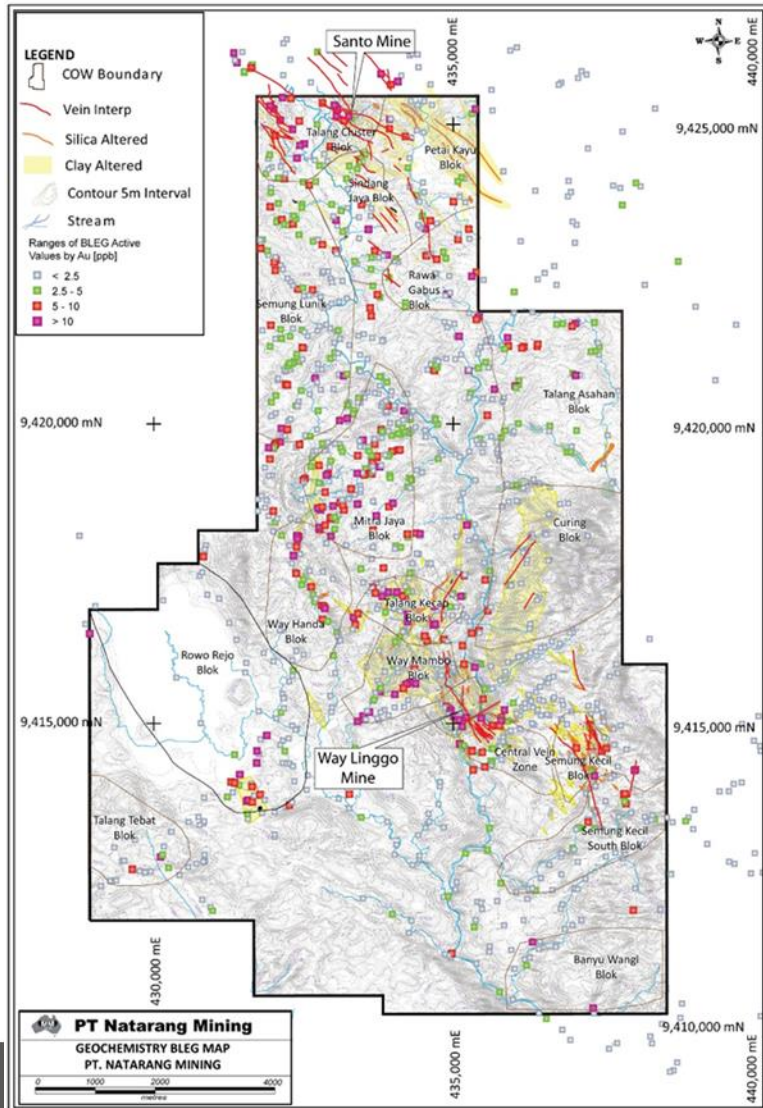 435,000 mE
440,000 mE
N
W
E
S
Santo Mine
LEGEND
COW Boundary
Vein Interp
Silica Altered
Clay Altered
Contour 5m Interval
Stream
Ranges of BLEG Active
Values by Au [ppb]
< 2.5
2.5 - 5
5 - 10
> 10
9,425,000 mN
Talang Cluster
Blok
Petai Kayu
Blok
Sindang
Jaya Blok
Rawa
Gabus
Blok
Semung Lunik
Blok
Talang Asahan
Blok
9,420,000 mN
9,420,000 mN
Mitra Jaya
Blok
Curing
Blok
Talang Kecap
Blok
Way Handa
Blok
Rowo Rejo
Blok
Way Mambo
Blok
9,415,000 mN
9,415,000 mN
Way Linggo
Mine
Central Vein
Zone
Semung Kecil
Blok
Talang Tebat
Blok
Semung Kecil
South Blok
Banyu Wangi
Blok
430,000 mE
435,000 mE
440,000 mE
9,410,000 mN
PT Natarang Mining
GEOCHEMISTRY BLEG MAP
PT. NATARANG MINING
0 1000 2000 4000
metres